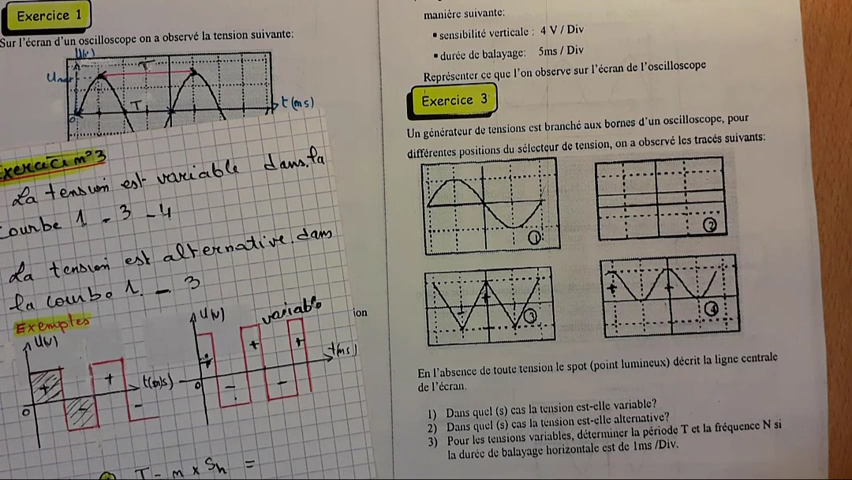 Exercice 1
Sur l'écran d'un oscilloscope on a observé la tension suivante:
T
T
t(ms)
Exercice n°3
La tension est variable dans la
courbe 1 - 3 - 4
La tension est alternative dans
la courbe 1 - 3
Exemples
U(V)
+
-
+
-
t(m/s)
0
U(V)
variable
+
-
+
-
+
t(ms)
0
ion
T = n x Sh =
manière suivante:
▪ sensibilité verticale : 4 V / Div
▪ durée de balayage: 5ms / Div
Représenter ce que l'on observe sur l'écran de l'oscilloscope
Exercice 3
Un générateur de tensions est branché aux bornes d'un oscilloscope, pour
différentes positions du sélecteur de tension, on a observé les tracés suivants:
1
2
3
4
En l'absence de toute tension le spot (point lumineux) décrit la ligne centrale
de l'écran.
1) Dans quel (s) cas la tension est-elle variable?
2) Dans quel (s) cas la tension est-elle alternative?
3) Pour les tensions variables, déterminer la période T et la fréquence N si
la durée de balayage horizontale est de 1ms /Div.